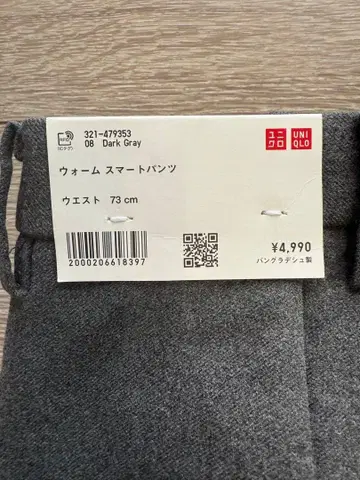 321-479353
08 Dark Gray
ユニ
クロ
UNI
QLO
ウォーム スマートパンツ
ウエスト 73 cm
2000206618397
¥4,990
バングラデシュ製